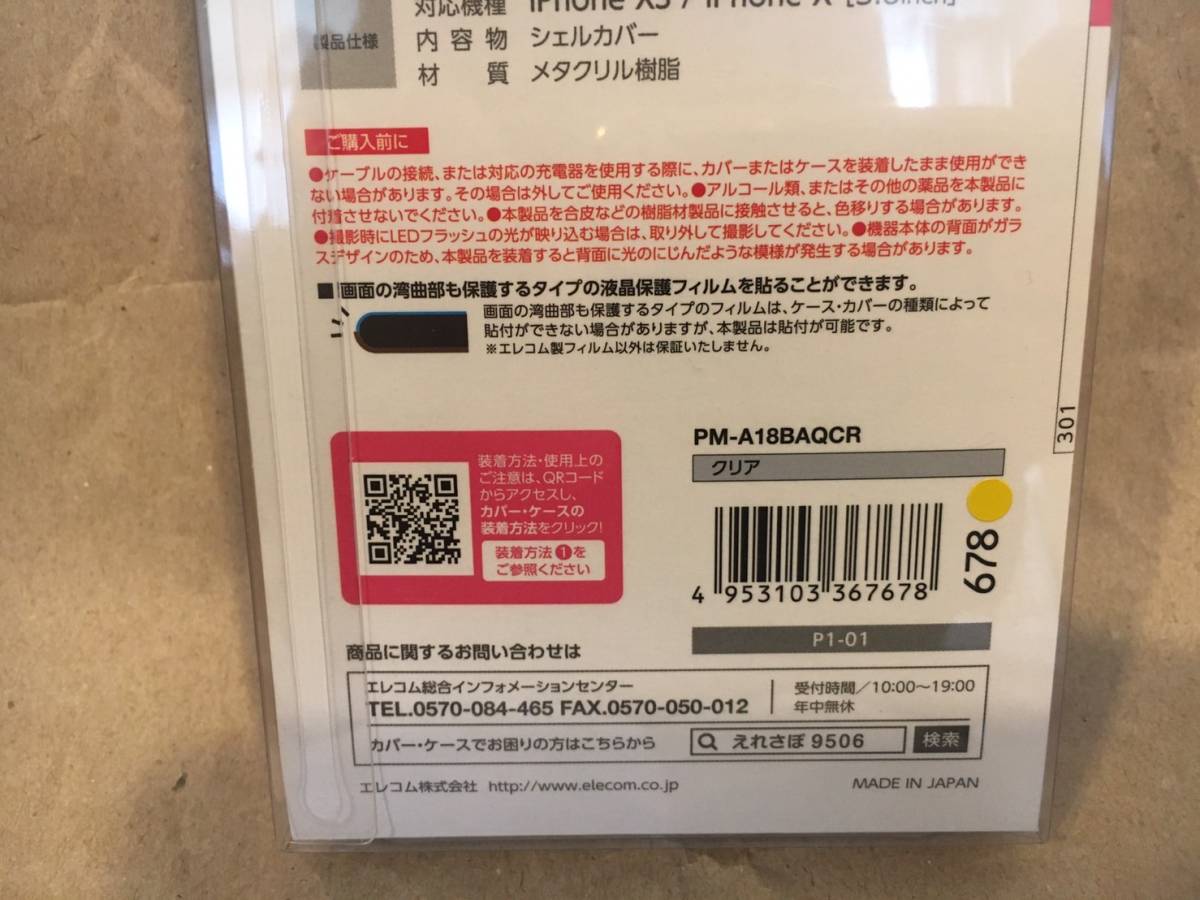 対応機種 iPhone XS / iPhone X [5.8inch]
製品仕様
内容物 シェルカバー
材質 メタクリル樹脂
ご購入前に
●ケーブルの接続、または対応の充電器を使用する際に、カバーまたはケースを装着したまま使用ができ
ない場合があります。その場合は外してご使用ください。●アルコール類、またはその他の薬品を本製品に
付着させないでください。●本製品を合皮などの樹脂材製品に接触させると、色移りする場合があります。
●撮影時にLEDフラッシュの光が映り込む場合は、取り外して撮影してください。●機器本体の背面がガラ
スデザインのため、本製品を装着すると背面に光のにじんだような模様が発生する場合があります。
■画面の湾曲部も保護するタイプの液晶保護フィルムを貼ることができます。
画面の湾曲部も保護するタイプのフィルムは、ケース・カバーの種類によって
貼付ができない場合がありますが、本製品は貼付が可能です。
※エレコム製フィルム以外は保証いたしません。
301
装着方法・使用上の
ご注意は、QRコード
からアクセスし、
カバー・ケースの
装着方法をクリック!
装着方法❶を
ご参照ください
PM-A18BAQCR
クリア
4 953103 367678
678
P1-01
商品に関するお問い合わせは
エレコム総合インフォメーションセンター
TEL.0570-084-465 FAX.0570-050-012
受付時間/10:00〜19:00
年中無休
カバー・ケースでお困りの方はこちらから
えれさぽ 9506 検索
エレコム株式会社 http://www.elecom.co.jp
MADE IN JAPAN